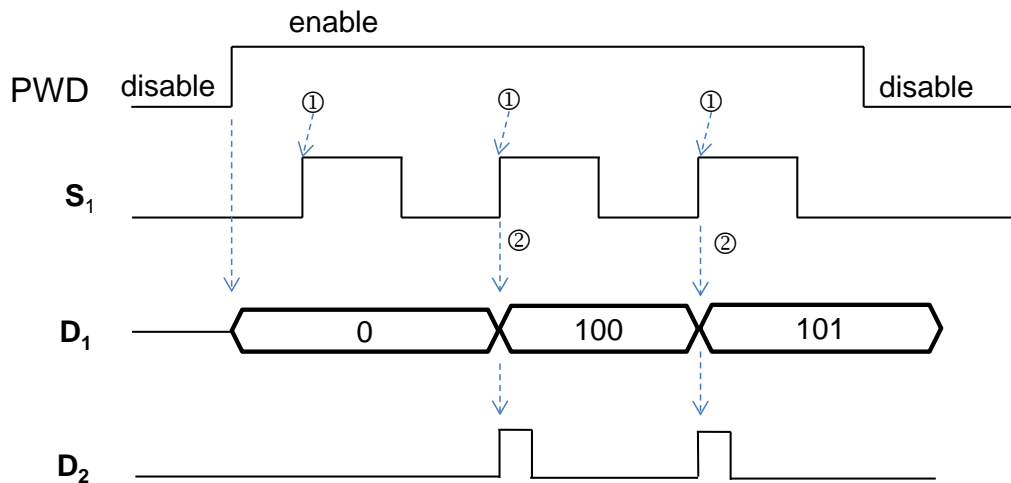 enable
PWD disable disable
① ① ①
S₁
② ②
D₁ 0 100 101
D₂